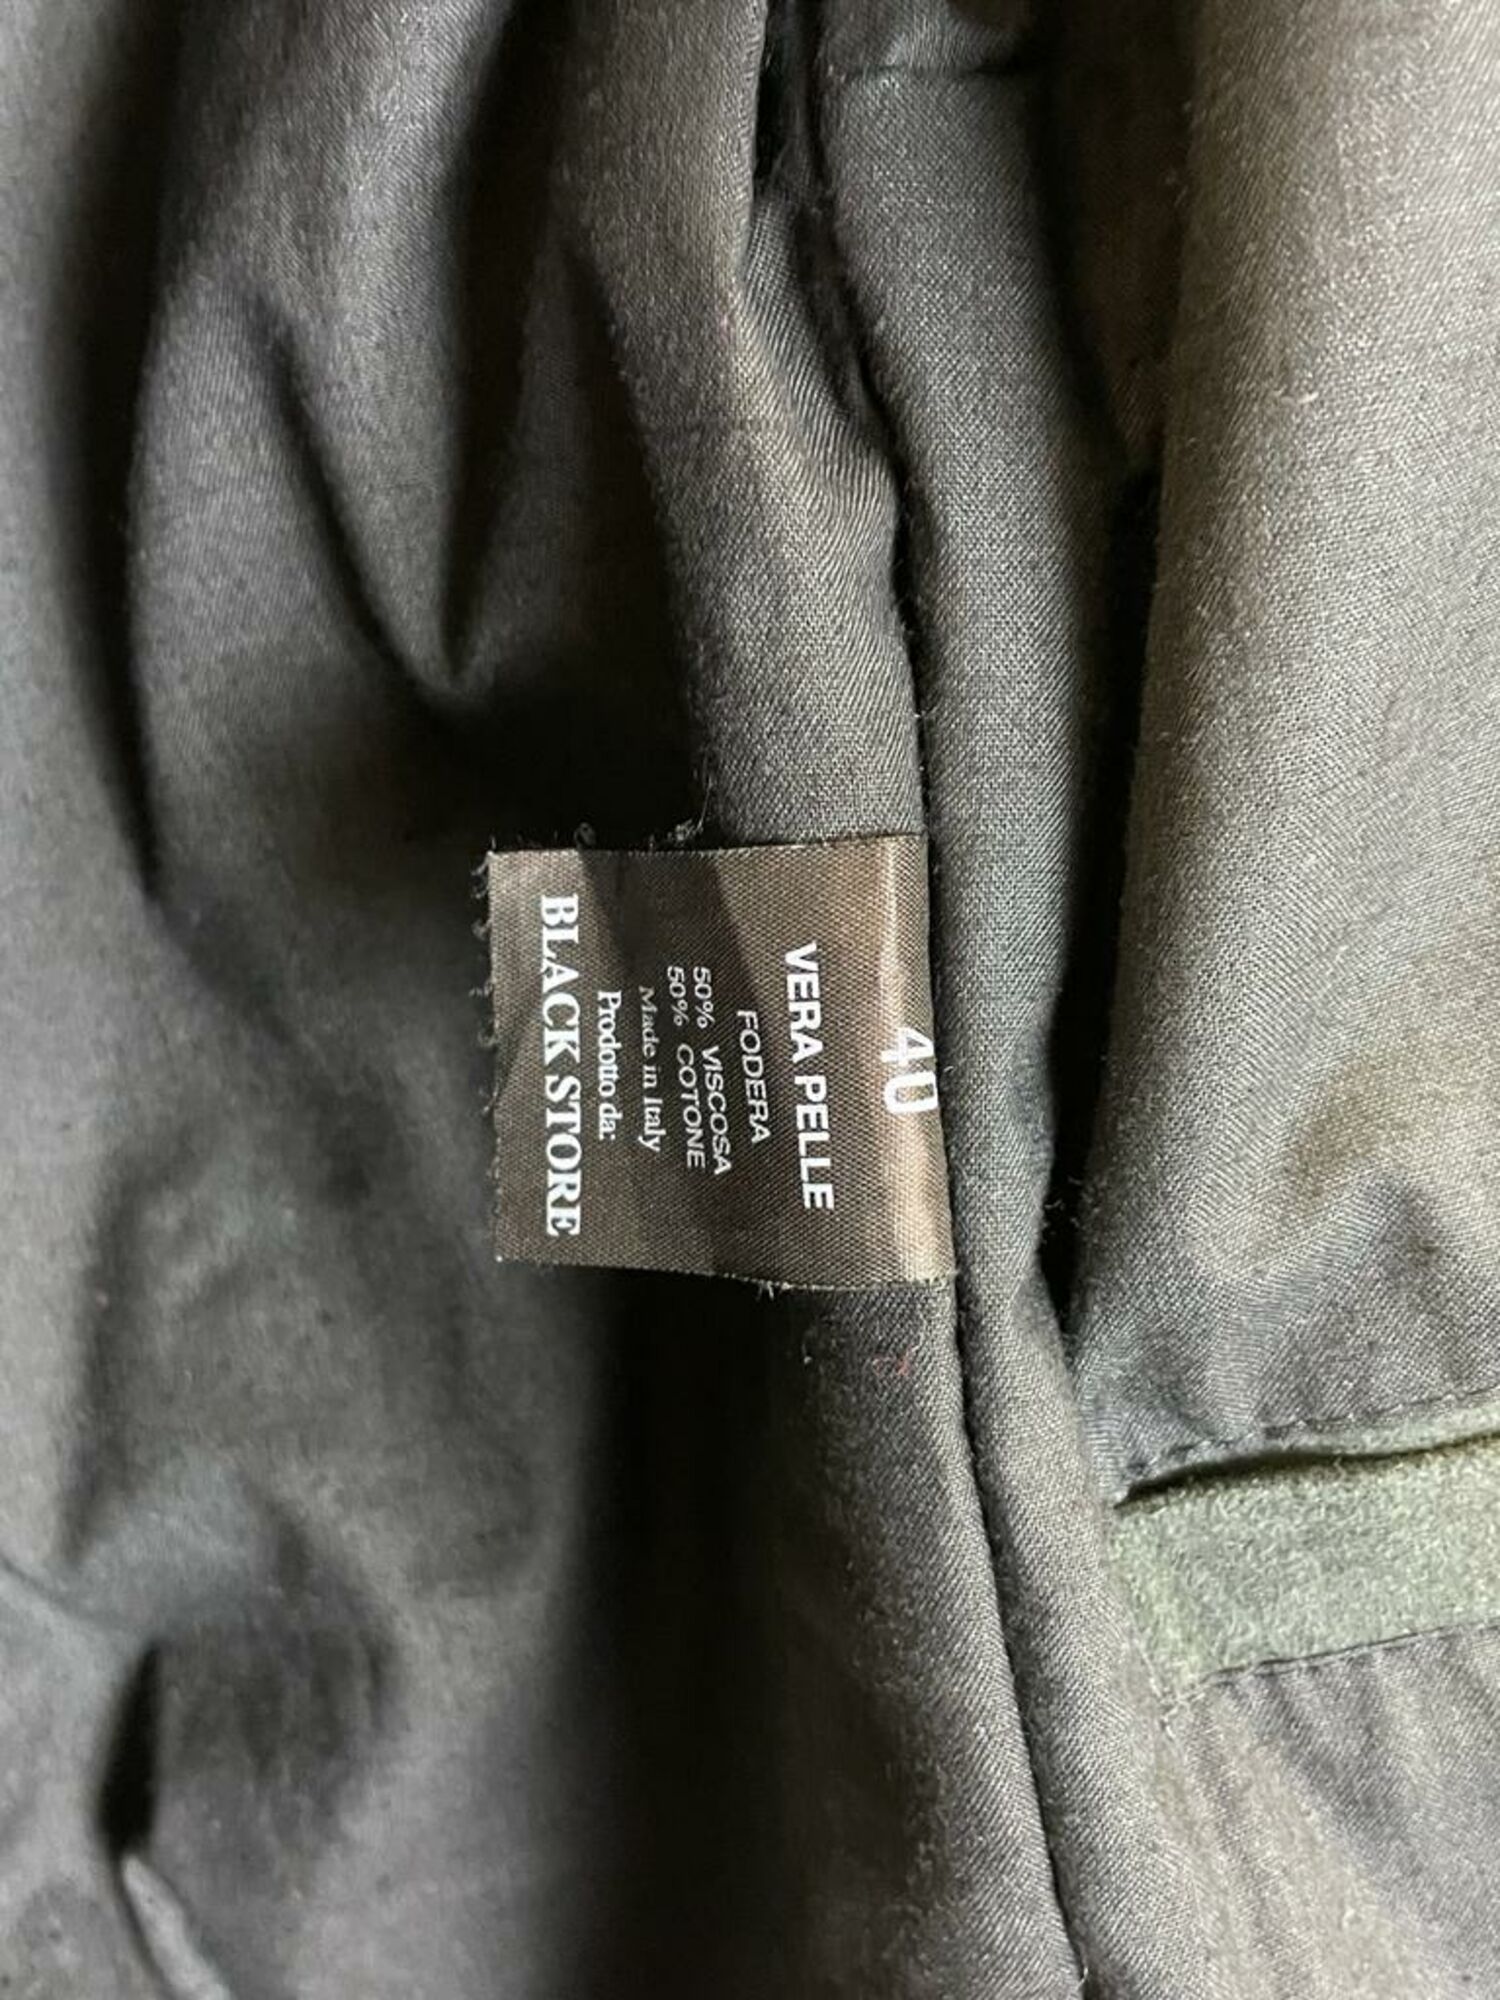 40
VERA PELLE
FODERA
50% VISCOSA
50% COTONE
Made in Italy
Prodotto da:
BLACK STORE